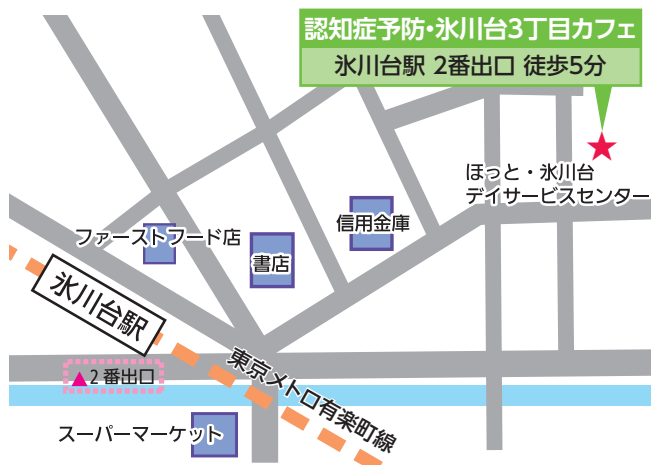 認知症予防・氷川台3丁目カフェ
氷川台駅 2番出口 徒歩5分
ほっと・氷川台
デイサービスセンター
信用金庫
ファーストフード店
書店
氷川台駅
▲2番出口
東京メトロ有楽町線
スーパーマーケット